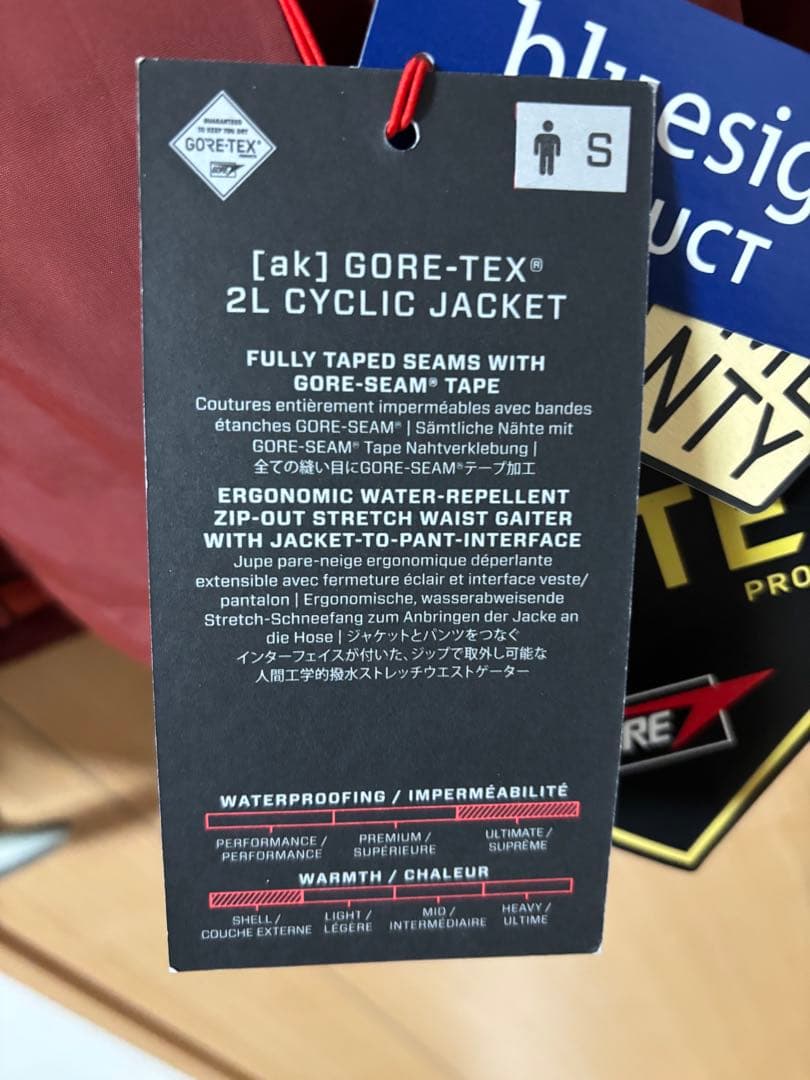 GUARANTEED
TO KEEP YOU DRY
GORE-TEX®
PRODUCTS
GORE
S
[ak] GORE-TEX®
2L CYCLIC JACKET
FULLY TAPED SEAMS WITH
GORE-SEAM® TAPE
Coutures entièrement imperméables avec bandes
étanches GORE-SEAM® | Sämtliche Nähte mit
GORE-SEAM® Tape Nahtverklebung |
全ての縫い目にGORE-SEAM®テープ加工
ERGONOMIC WATER-REPELLENT
ZIP-OUT STRETCH WAIST GAITER
WITH JACKET-TO-PANT-INTERFACE
Jupe pare-neige ergonomique déperlante
extensible avec fermeture éclair et interface veste/
pantalon | Ergonomische, wasserabweisende
Stretch-Schneefang zum Anbringen der Jacke an
die Hose | ジャケットとパンツをつなぐ
インターフェイスが付いた、ジップで取外し可能な
人間工学的撥水ストレッチウエストゲーター
WATERPROOFING / IMPERMÉABILITÉ
PERFORMANCE / PERFORMANCE
PREMIUM / SUPÉRIEURE
ULTIMATE / SUPRÊME
WARMTH / CHALEUR
SHELL / COUCHE EXTERNE
LIGHT / LÉGÈRE
MID / INTERMÉDIAIRE
HEAVY / ULTIME
blu
esig
UCT
NTY
TE
PRO
RE